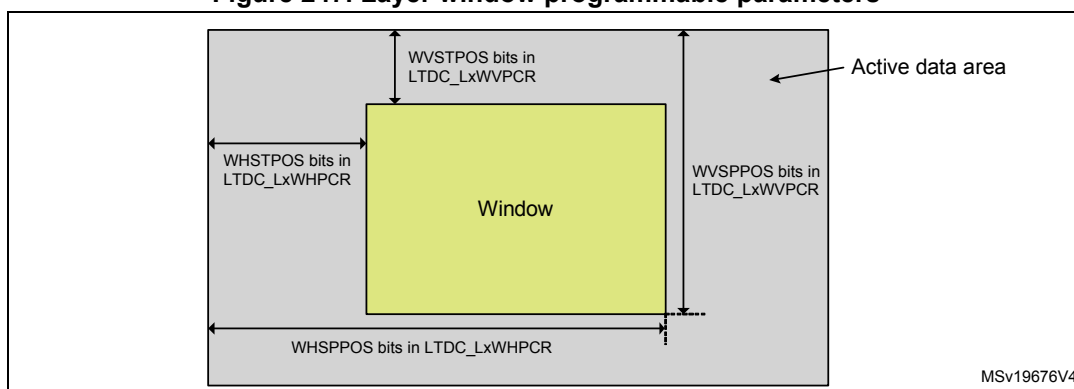 Figure 217. Layer window programmable parameters
WVSTPOS bits in
LTDC_LxWVPCR
Active data area
WHSTPOS bits in
LTDC_LxWHPCR
WVSPPOS bits in
LTDC_LxWVPCR
Window
WHSPPOS bits in LTDC_LxWHPCR
MSv19676V4